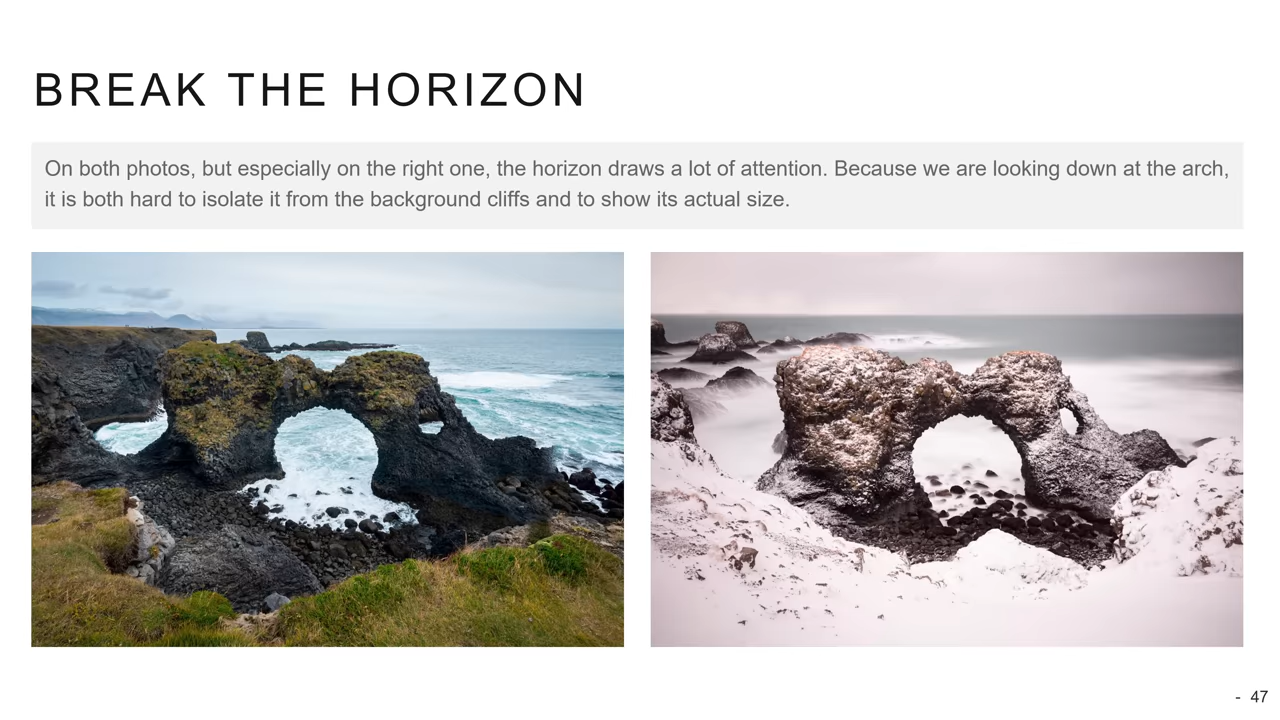 BREAK THE HORIZON
On both photos, but especially on the right one, the horizon draws a lot of attention. Because we are looking down at the arch,
it is both hard to isolate it from the background cliffs and to show its actual size.
- 47